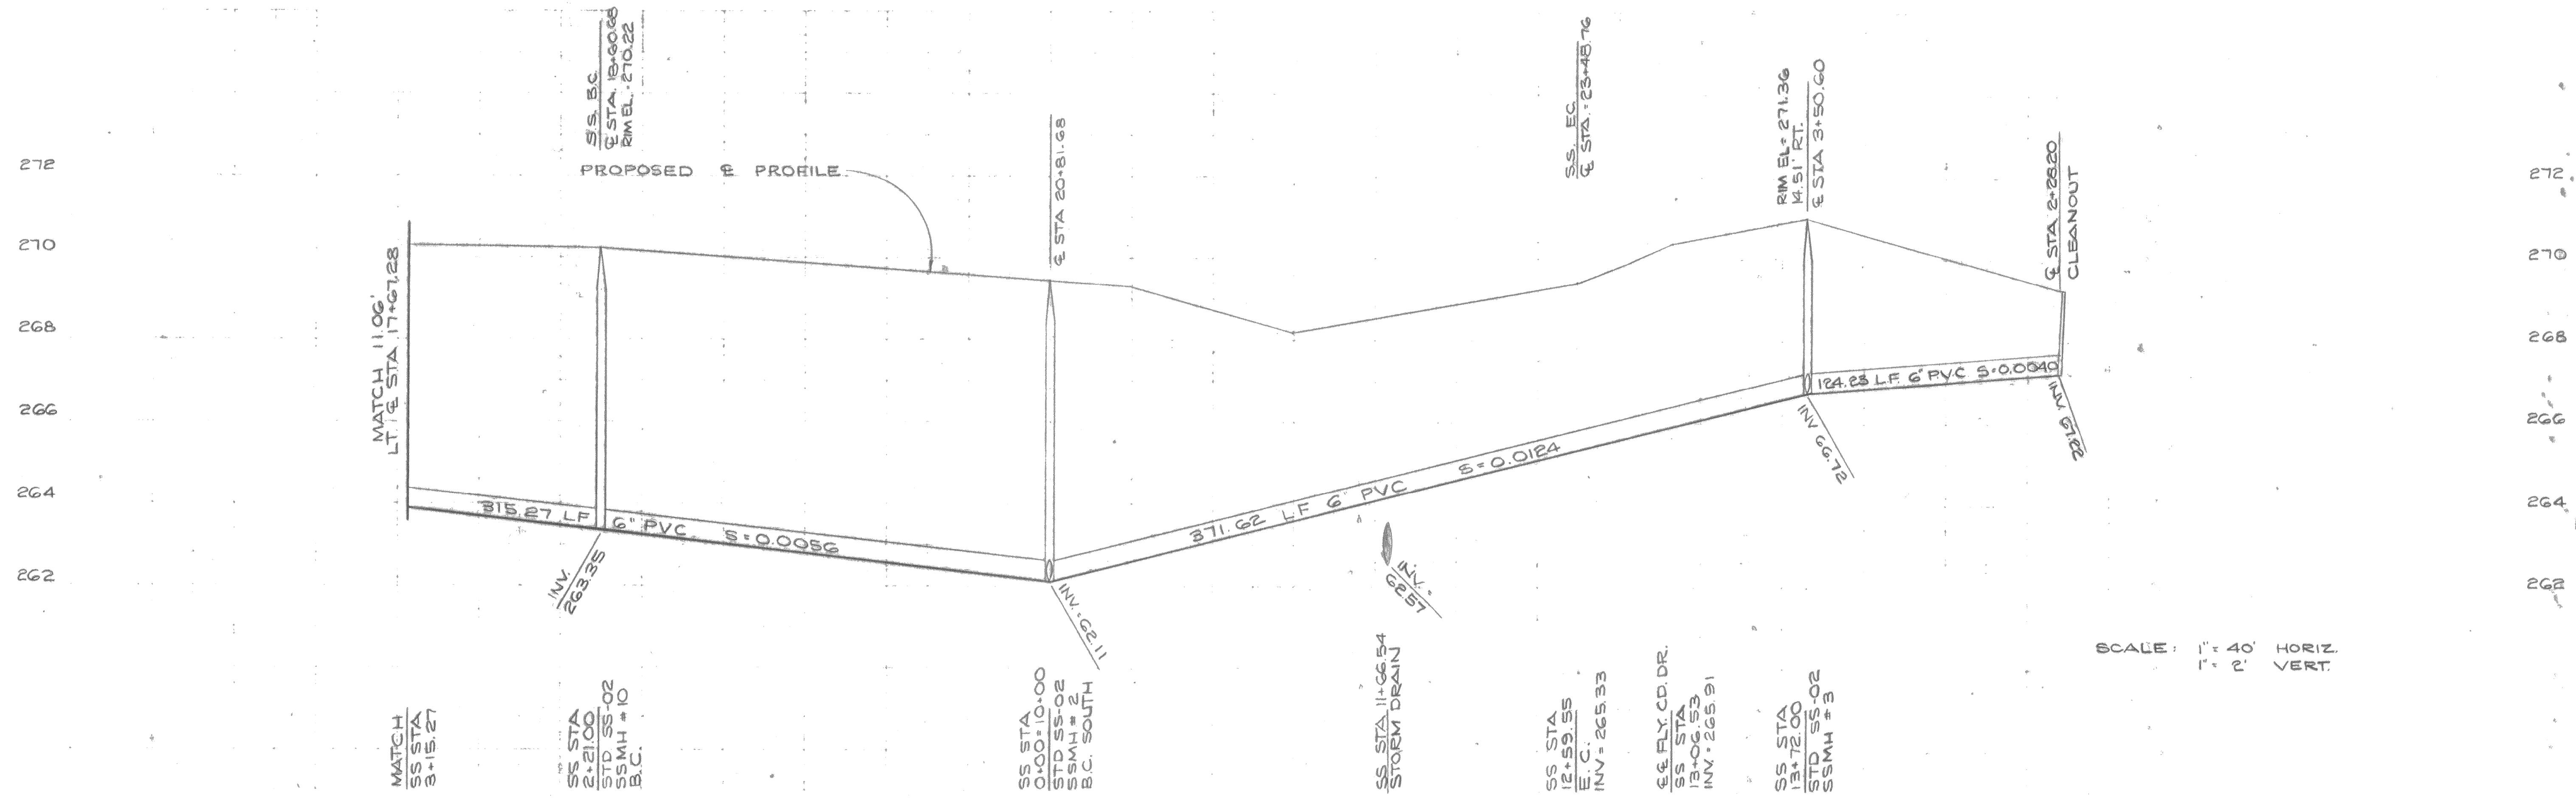 S.S. B.C.
℄ STA. 18+60.68
RIM EL. = 270.22
PROPOSED ℄ PROFILE
℄ STA 20+81.68
S.S. EC
℄ STA. = 23+48.76
RIM EL = 271.36
14.51' RT.
℄ STA 3+50.60
℄ STA 2+28.20
CLEANOUT
272
270
268
266
264
262
272
270
268
266
264
262
MATCH 11.06'
LT. ℄ STA 17+67.28
315.27 LF 6" PVC S=0.0056
371.62 LF 6" PVC S=0.0124
124.23 L.F. 6" P.V.C S=0.0040
INV.
263.35
INV. = 62.11
INV. =
62.57
INV 66.72
INV. 67.22
SCALE: 1" = 40' HORIZ.
1" = 2' VERT.
MATCH
SS STA
3+15.27
SS STA
2+21.00
STD SS-02
SSMH #10
B.C.
SS STA
0+00=10+00
STD SS-02
SSMH # 2
B.C. SOUTH
SS STA 11+66.54
STORM DRAIN
SS STA
12+59.55
E.C.
INV = 265.33
℄ FLY. CD. DR.
SS STA
13+06.53
INV. = 265.91
SS STA
13+72.00
STD SS-02
SSMH #3